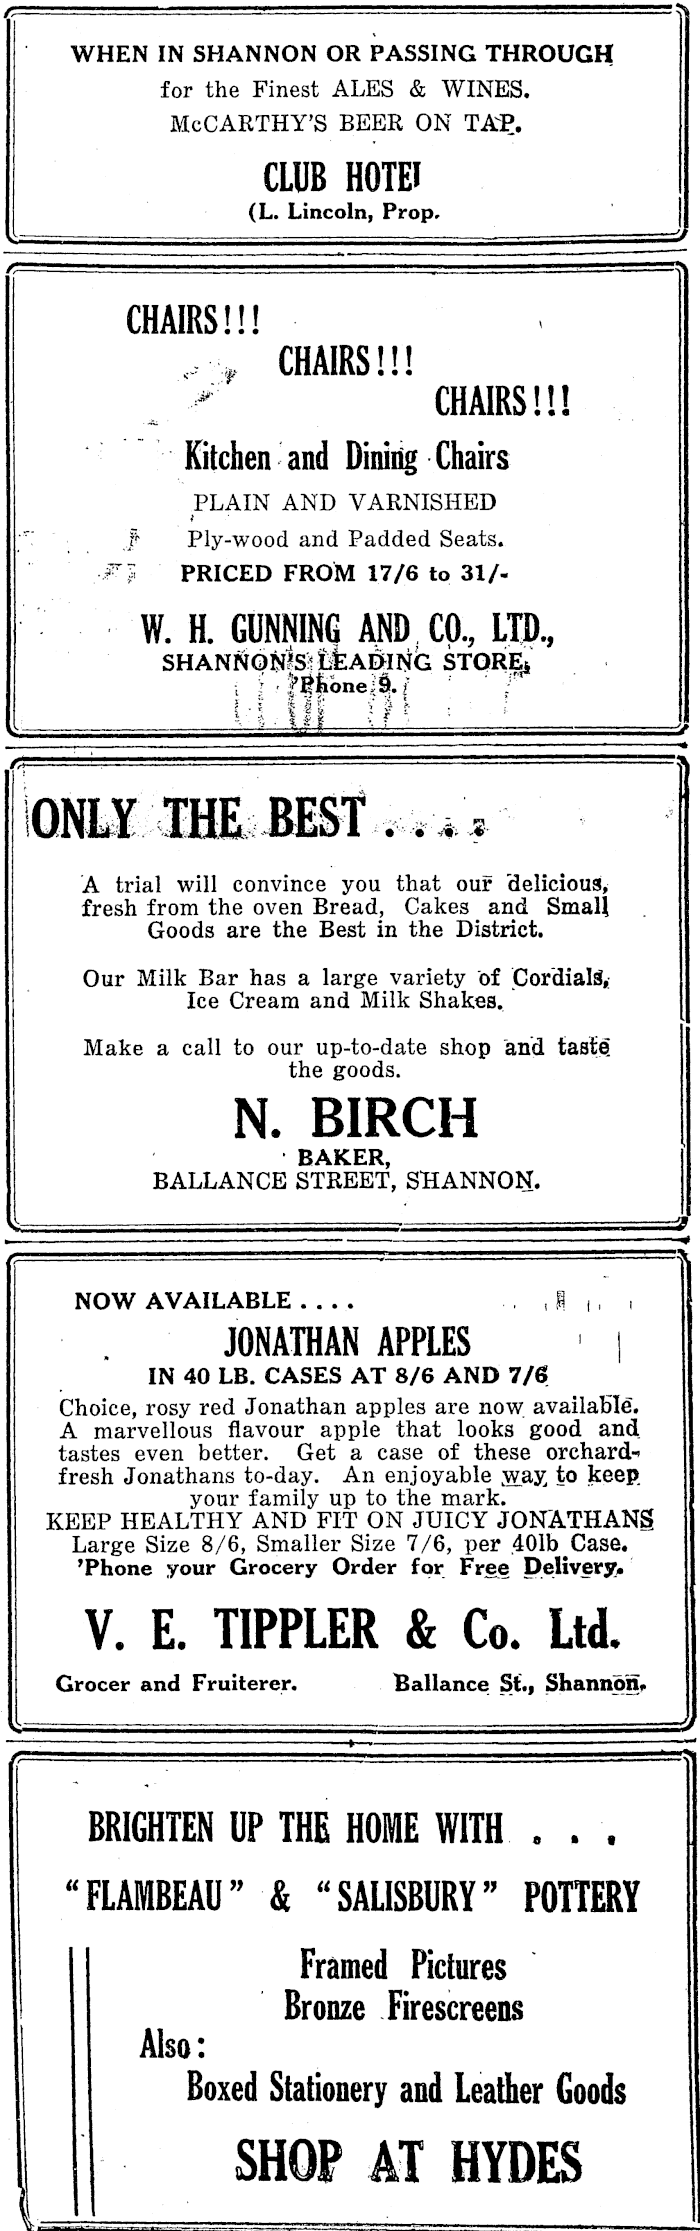 WHEN IN SHANNON OR PASSING THROUGH
for the Finest ALES & WINES.
McCARTHY'S BEER ON TAP.
CLUB HOTEl
(L. Lincoln, Prop.
CHAIRS!!!
CHAIRS!!!
CHAIRS!!!
Kitchen and Dining Chairs
PLAIN AND VARNISHED
Ply-wood and Padded Seats.
PRICED FROM 17/6 to 31/-
W. H. GUNNING AND CO., LTD.,
SHANNON'S LEADING STORE,
'Phone 9.
ONLY THE BEST . . . .
A trial will convince you that our delicious,
fresh from the oven Bread, Cakes and Small
Goods are the Best in the District.
Our Milk Bar has a large variety of Cordials,
Ice Cream and Milk Shakes.
Make a call to our up-to-date shop and taste
the goods.
N. BIRCH
BAKER,
BALLANCE STREET, SHANNON.
NOW AVAILABLE . . . .
JONATHAN APPLES
IN 40 LB. CASES AT 8/6 AND 7/6
Choice, rosy red Jonathan apples are now available.
A marvellous flavour apple that looks good and
tastes even better. Get a case of these orchard-
fresh Jonathans to-day. An enjoyable way to keep
your family up to the mark.
KEEP HEALTHY AND FIT ON JUICY JONATHANS
Large Size 8/6, Smaller Size 7/6, per 40lb Case.
'Phone your Grocery Order for Free Delivery.
V. E. TIPPLER & Co. Ltd.
Grocer and Fruiterer. Ballance St., Shannon.
BRIGHTEN UP THE HOME WITH . . .
"FLAMBEAU" & "SALISBURY" POTTERY
Framed Pictures
Bronze Firescreens
Also:
Boxed Stationery and Leather Goods
SHOP AT HYDES